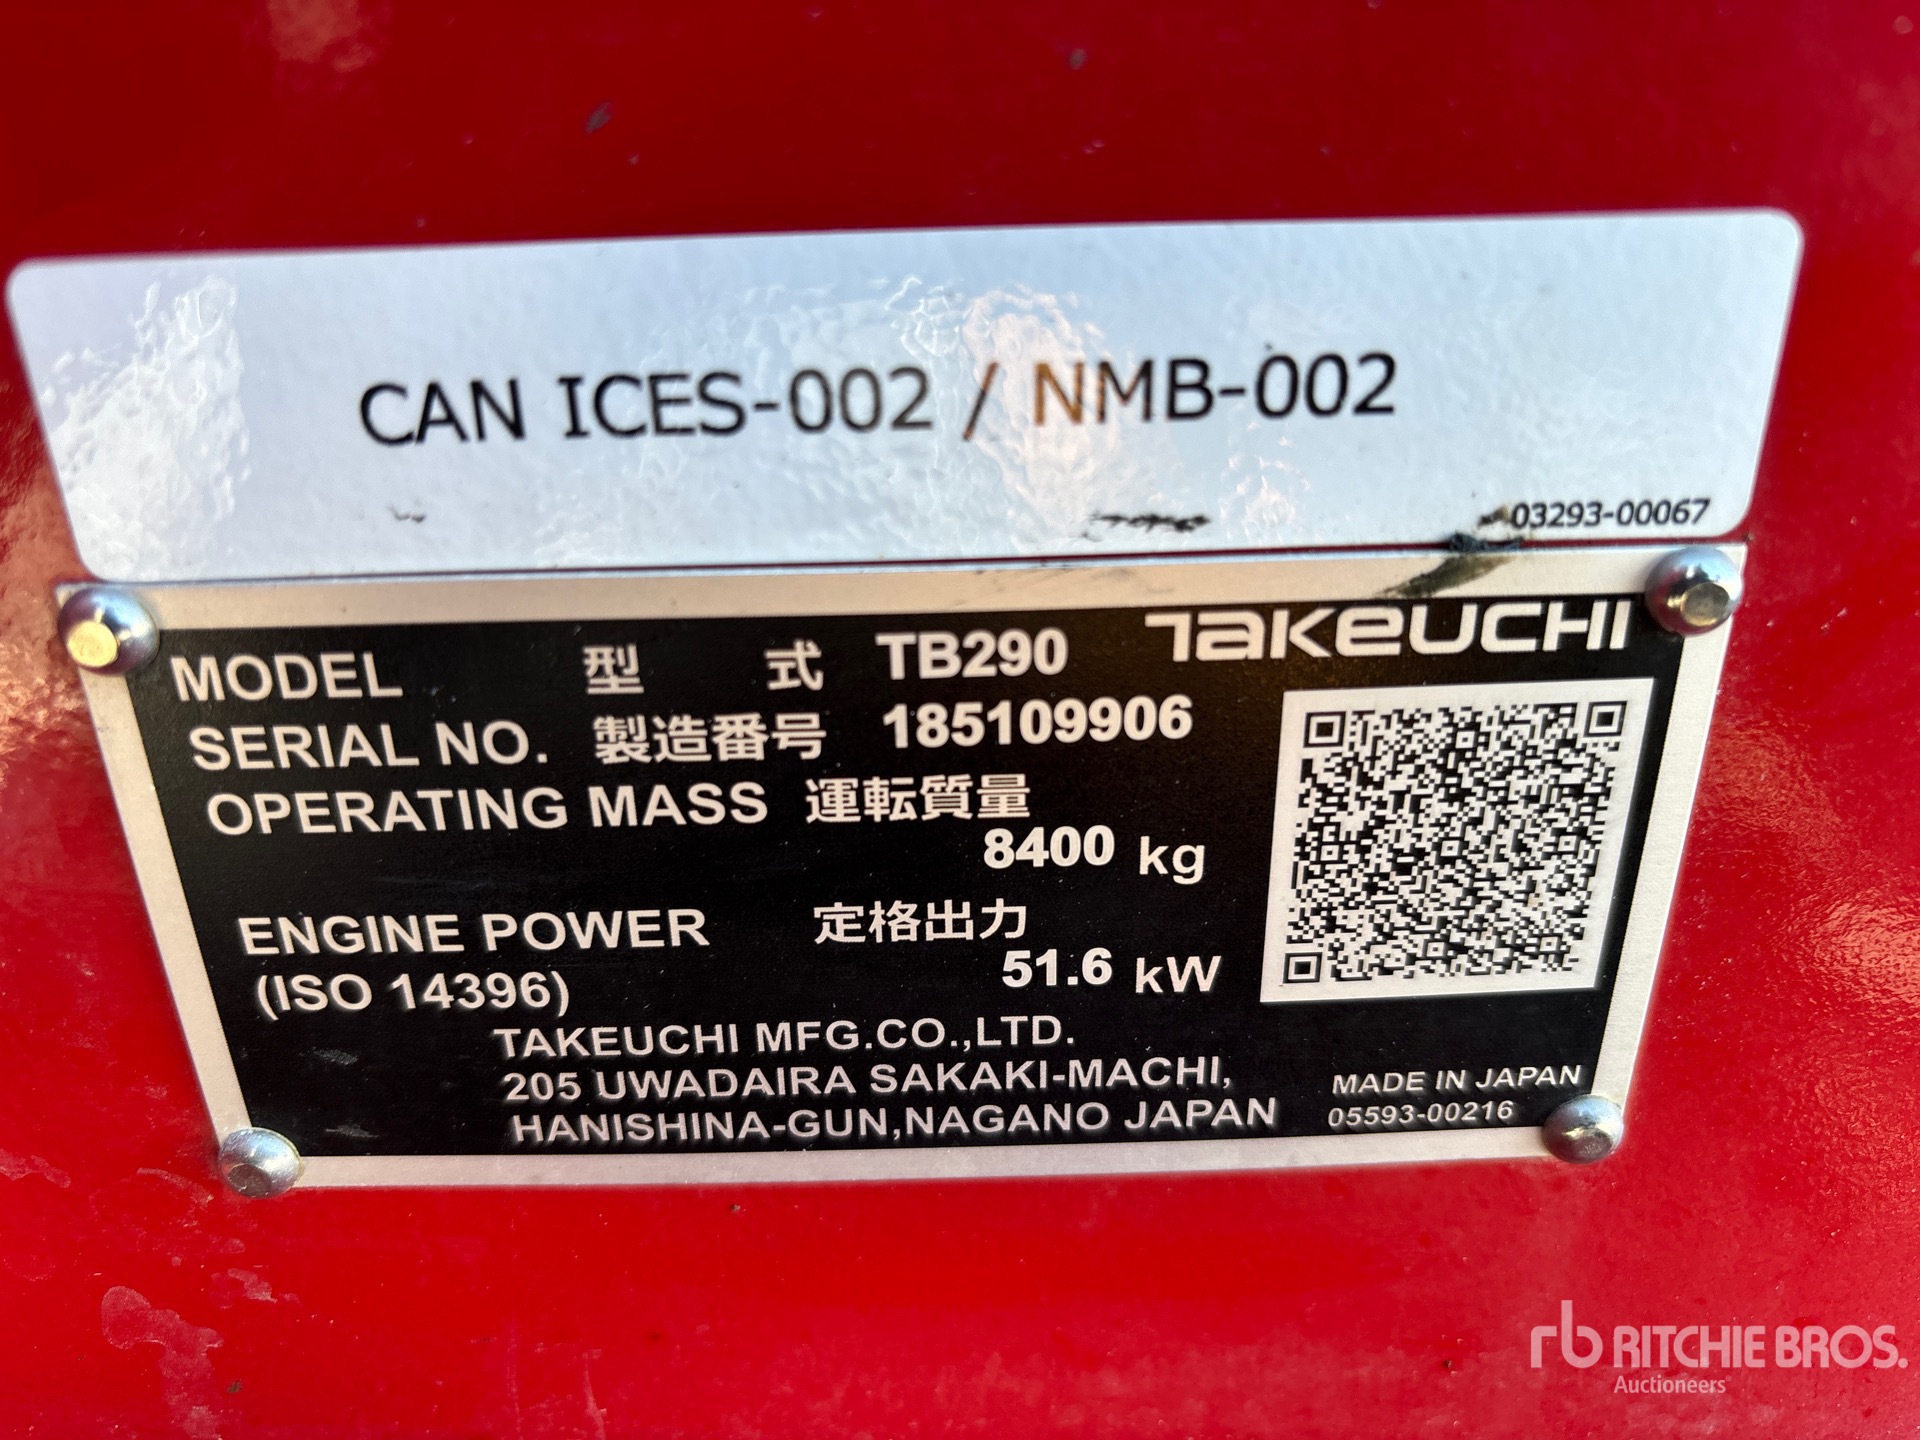 CAN ICES-002 / NMB-002
03293-00067
TAKEUCHI
MODEL 型式 TB290
SERIAL NO. 製造番号 185109906
OPERATING MASS 運転質量
8400 kg
ENGINE POWER 定格出力
(ISO 14396) 51.6 kW
TAKEUCHI MFG.CO.,LTD.
205 UWADAIRA SAKAKI-MACHI,
HANISHINA-GUN,NAGANO JAPAN
MADE IN JAPAN
05593-00216
rb RITCHIE BROS.
Auctioneers